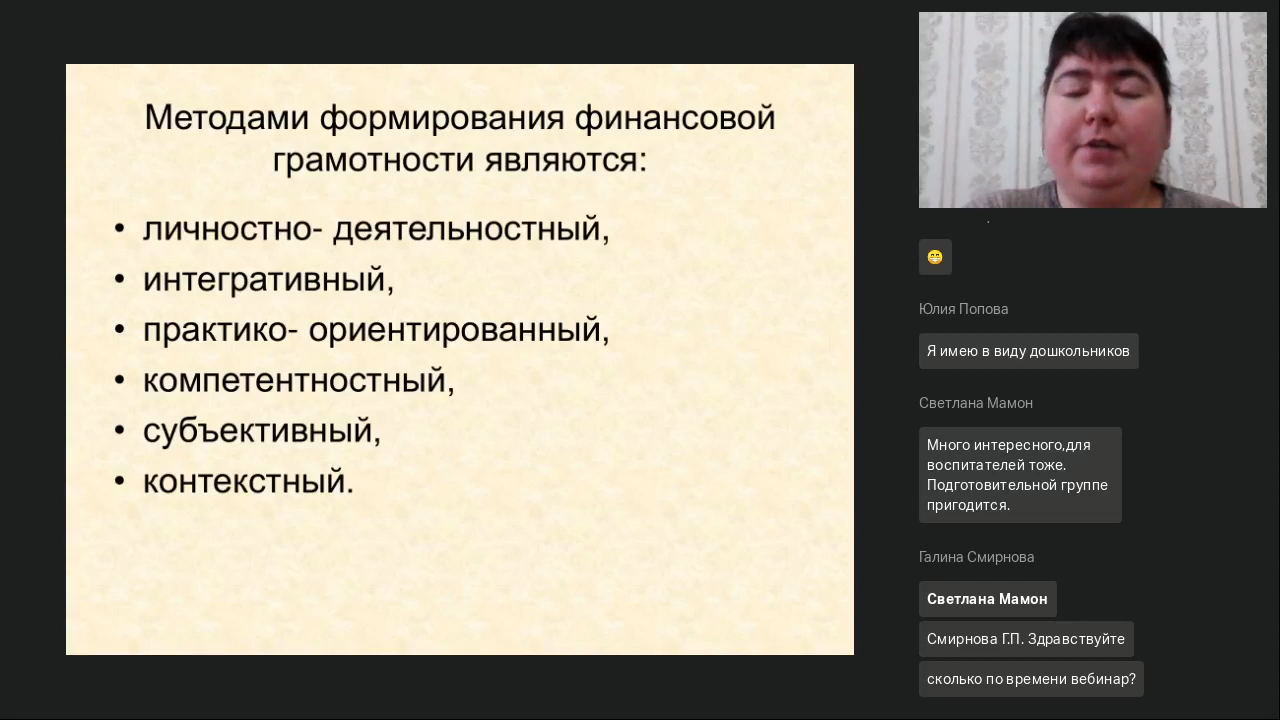 Методами формирования финансовой
грамотности являются:
• личностно- деятельностный,
• интегративный,
• практико- ориентированный,
• компетентностный,
• субъективный,
• контекстный.
Юлия Попова
Я имею в виду дошкольников
Светлана Мамон
Много интересного,для
воспитателей тоже.
Подготовительной группе
пригодится.
Галина Смирнова
Светлана Мамон
Смирнова Г.П. Здравствуйте
сколько по времени вебинар?